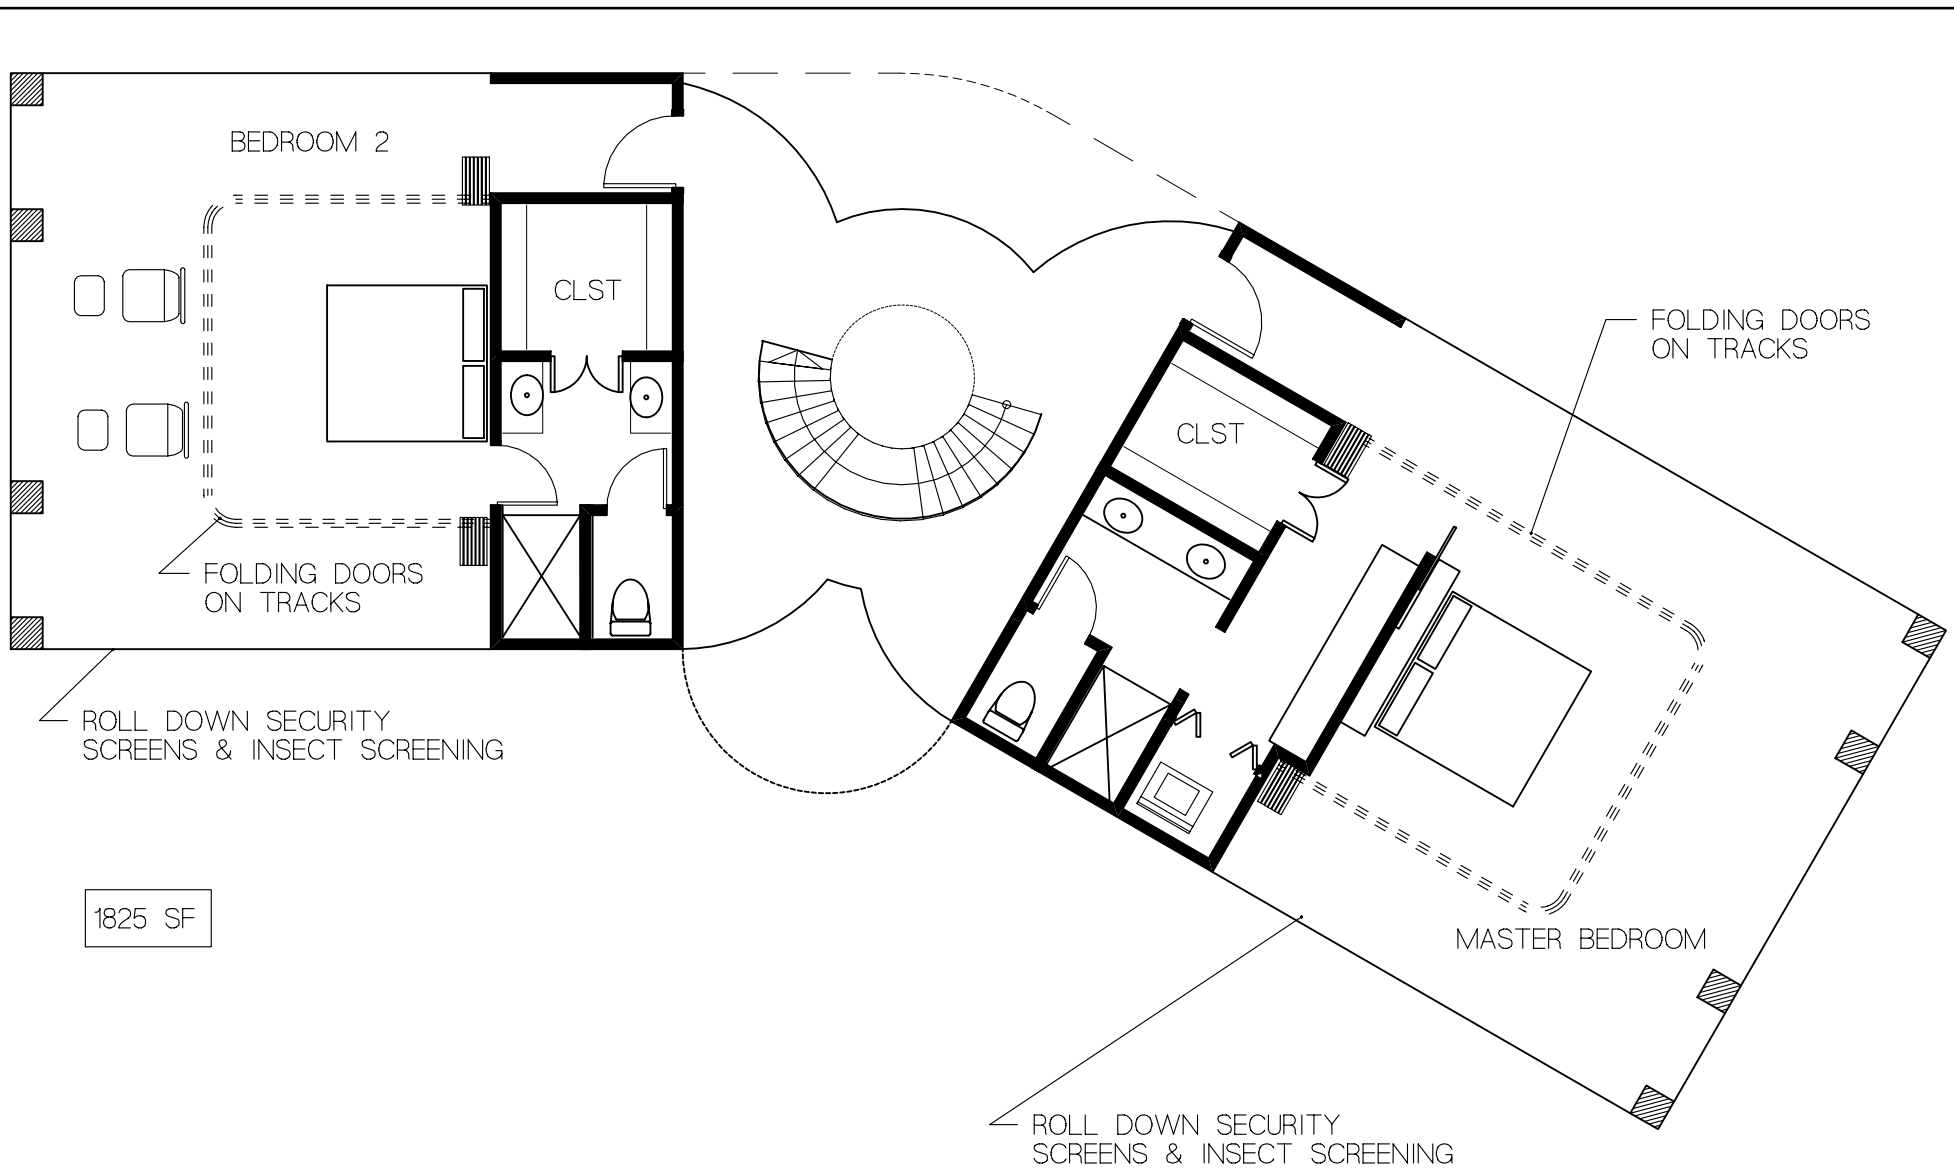 BEDROOM 2
CLST
FOLDING DOORS
ON TRACKS
CLST
FOLDING DOORS
ON TRACKS
ROLL DOWN SECURITY
SCREENS & INSECT SCREENING
1825 SF
MASTER BEDROOM
ROLL DOWN SECURITY
SCREENS & INSECT SCREENING